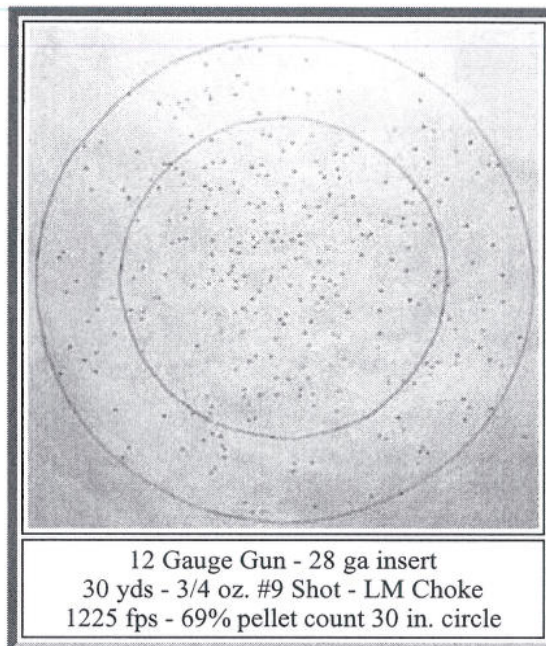 12 Gauge Gun - 28 ga insert
30 yds - 3/4 oz. #9 Shot - LM Choke
1225 fps - 69% pellet count 30 in. circle